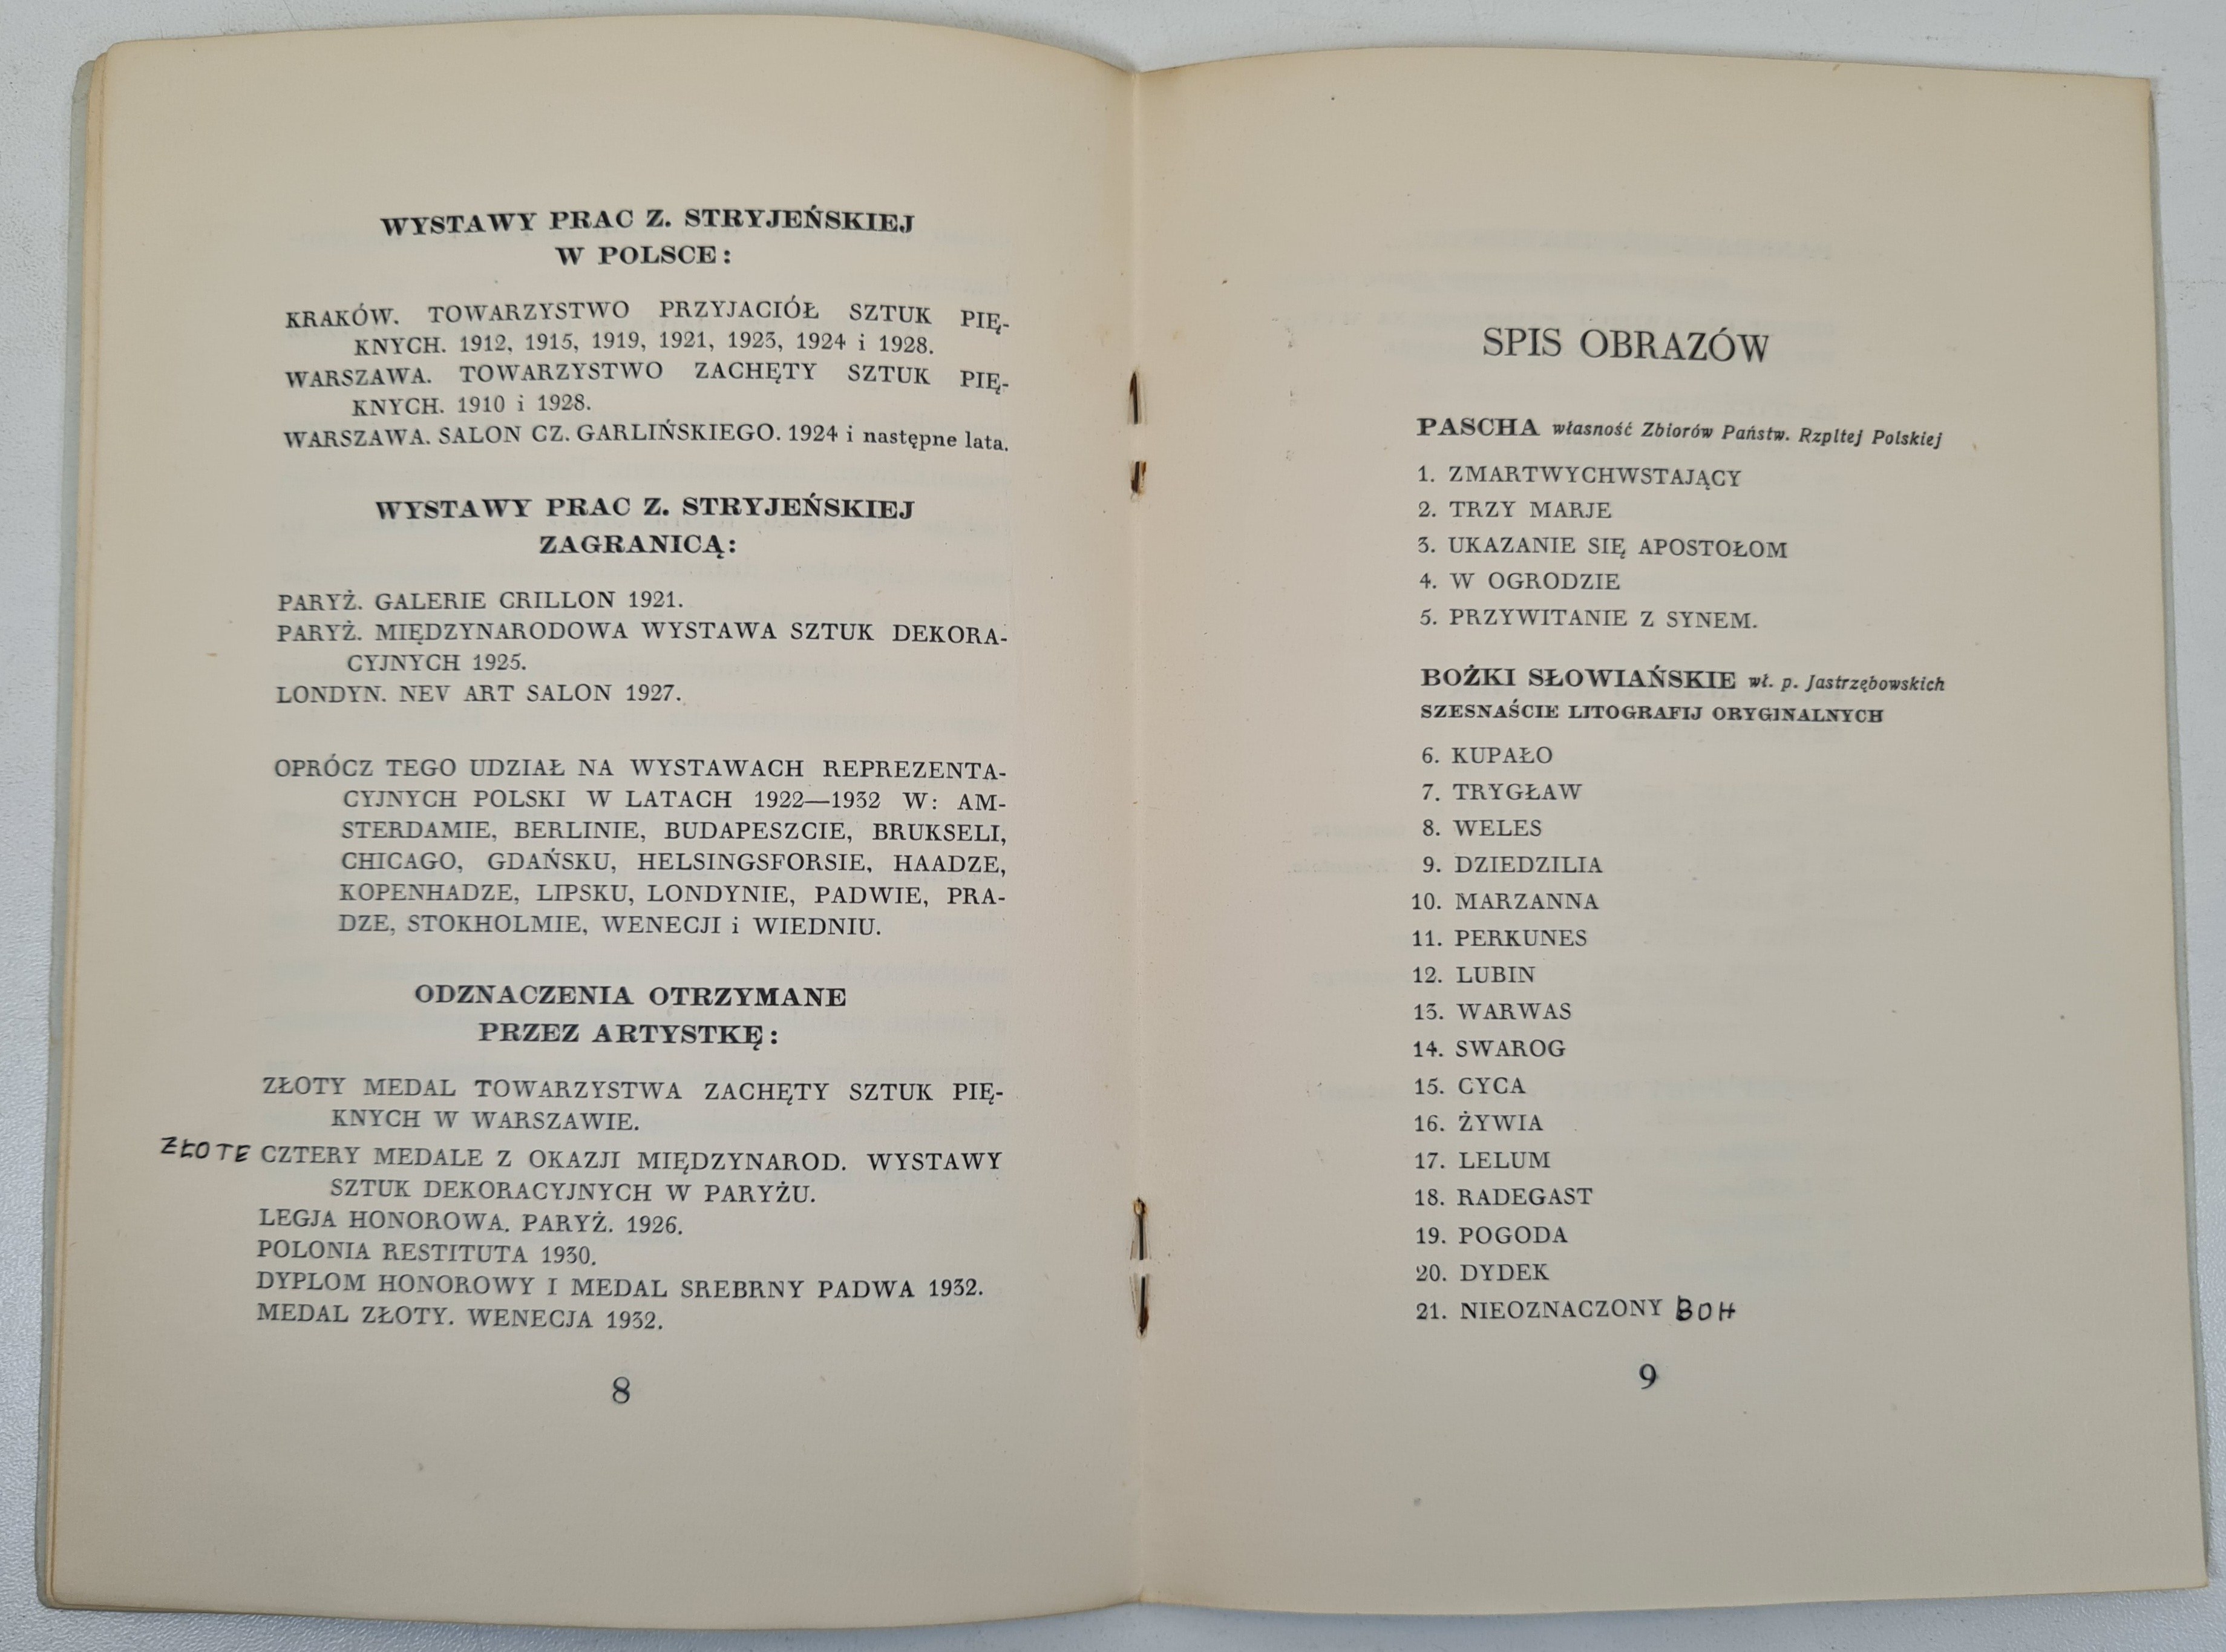 WYSTAWY PRAC Z. STRYJEŃSKIEJ
W POLSCE:
KRAKÓW. TOWARZYSTWO PRZYJACIÓŁ SZTUK PIĘ-
KNYCH. 1912, 1915, 1919, 1921, 1923, 1924 i 1928.
WARSZAWA. TOWARZYSTWO ZACHĘTY SZTUK PIĘ-
KNYCH. 1910 i 1928.
WARSZAWA. SALON CZ. GARLIŃSKIEGO. 1924 i następne lata.
WYSTAWY PRAC Z. STRYJEŃSKIEJ
ZAGRANICĄ:
PARYŻ. GALERIE CRILLON 1921.
PARYŻ. MIĘDZYNARODOWA WYSTAWA SZTUK DEKORA-
CYJNYCH 1925.
LONDYN. NEV ART SALON 1927.
OPRÓCZ TEGO UDZIAŁ NA WYSTAWACH REPREZENTA-
CYJNYCH POLSKI W LATACH 1922—1932 W: AM-
STERDAMIE, BERLINIE, BUDAPESZCIE, BRUKSELI,
CHICAGO, GDAŃSKU, HELSINGSFORSIE, HAADZE,
KOPENHADZE, LIPSKU, LONDYNIE, PADWIE, PRA-
DZE, STOKHOLMIE, WENECJI i WIEDNIU.
ODZNACZENIA OTRZYMANE
PRZEZ ARTYSTKĘ:
ZŁOTY MEDAL TOWARZYSTWA ZACHĘTY SZTUK PIĘ-
KNYCH W WARSZAWIE.
ZŁOTE CZTERY MEDALE Z OKAZJI MIĘDZYNAROD. WYSTAWY
SZTUK DEKORACYJNYCH W PARYŻU.
LEGJA HONOROWA. PARYŻ. 1926.
POLONIA RESTITUTA 1930.
DYPLOM HONOROWY I MEDAL SREBRNY PADWA 1932.
MEDAL ZŁOTY. WENECJA 1932.
8
SPIS OBRAZÓW
PASCHA własność Zbiorów Państw. Rzpltej Polskiej
1. ZMARTWYCHWSTAJĄCY
2. TRZY MARJE
3. UKAZANIE SIĘ APOSTOŁOM
4. W OGRODZIE
5. PRZYWITANIE Z SYNEM.
BOŻKI SŁOWIAŃSKIE wł. p. Jastrzębowskich
SZESNAŚCIE LITOGRAFIJ ORYGINALNYCH
6. KUPAŁO
7. TRYGŁAW
8. WELES
9. DZIEDZILIA
10. MARZANNA
11. PERKUNES
12. LUBIN
13. WARWAS
14. SWAROG
15. CYCA
16. ŻYWIA
17. LELUM
18. RADEGAST
19. POGODA
20. DYDEK
21. NIEOZNACZONY BOH
9